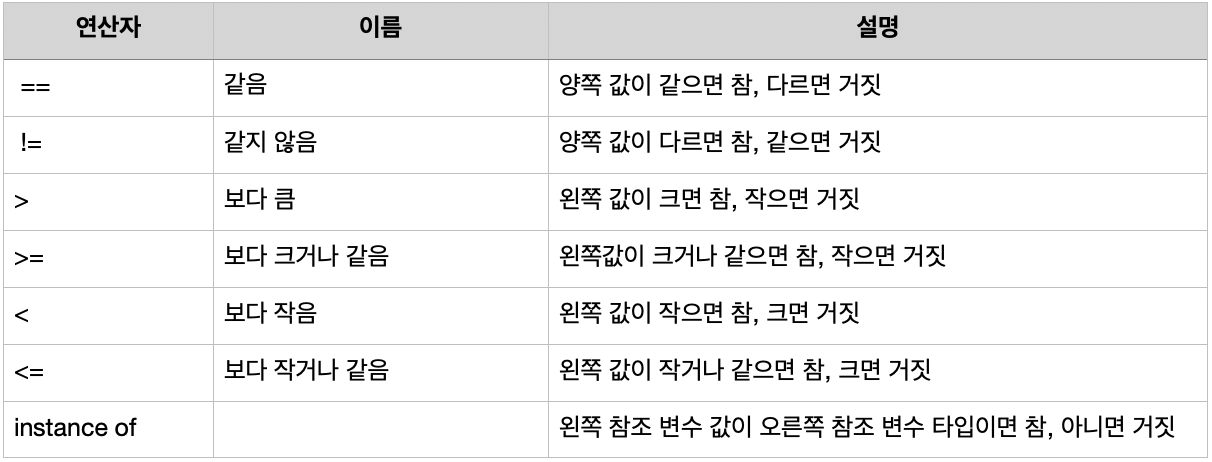 연산자 이름 설명
== 같음 양쪽 값이 같으면 참, 다르면 거짓
!= 같지 않음 양쪽 값이 다르면 참, 같으면 거짓
> 보다 큼 왼쪽 값이 크면 참, 작으면 거짓
>= 보다 크거나 같음 왼쪽값이 크거나 같으면 참, 작으면 거짓
< 보다 작음 왼쪽 값이 작으면 참, 크면 거짓
<= 보다 작거나 같음 왼쪽 값이 작거나 같으면 참, 크면 거짓
instance of 왼쪽 참조 변수 값이 오른쪽 참조 변수 타입이면 참, 아니면 거짓